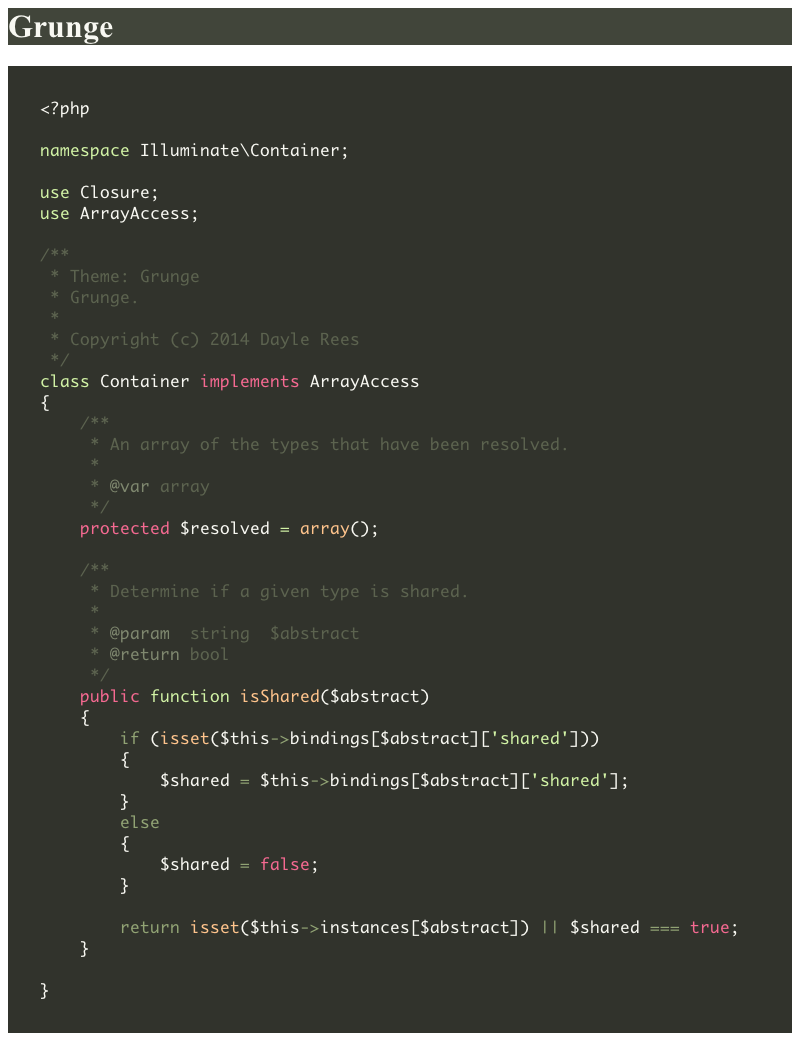 Grunge
<?php
namespace Illuminate\Container;
use Closure;
use ArrayAccess;
/**
 * Theme: Grunge
 * Grunge.
 *
 * Copyright (c) 2014 Dayle Rees
 */
class Container implements ArrayAccess
{
    /**
     * An array of the types that have been resolved.
     *
     * @var array
     */
    protected $resolved = array();
    /**
     * Determine if a given type is shared.
     *
     * @param  string  $abstract
     * @return bool
     */
    public function isShared($abstract)
    {
        if (isset($this->bindings[$abstract]['shared']))
        {
            $shared = $this->bindings[$abstract]['shared'];
        }
        else
        {
            $shared = false;
        }
        return isset($this->instances[$abstract]) || $shared === true;
    }
}